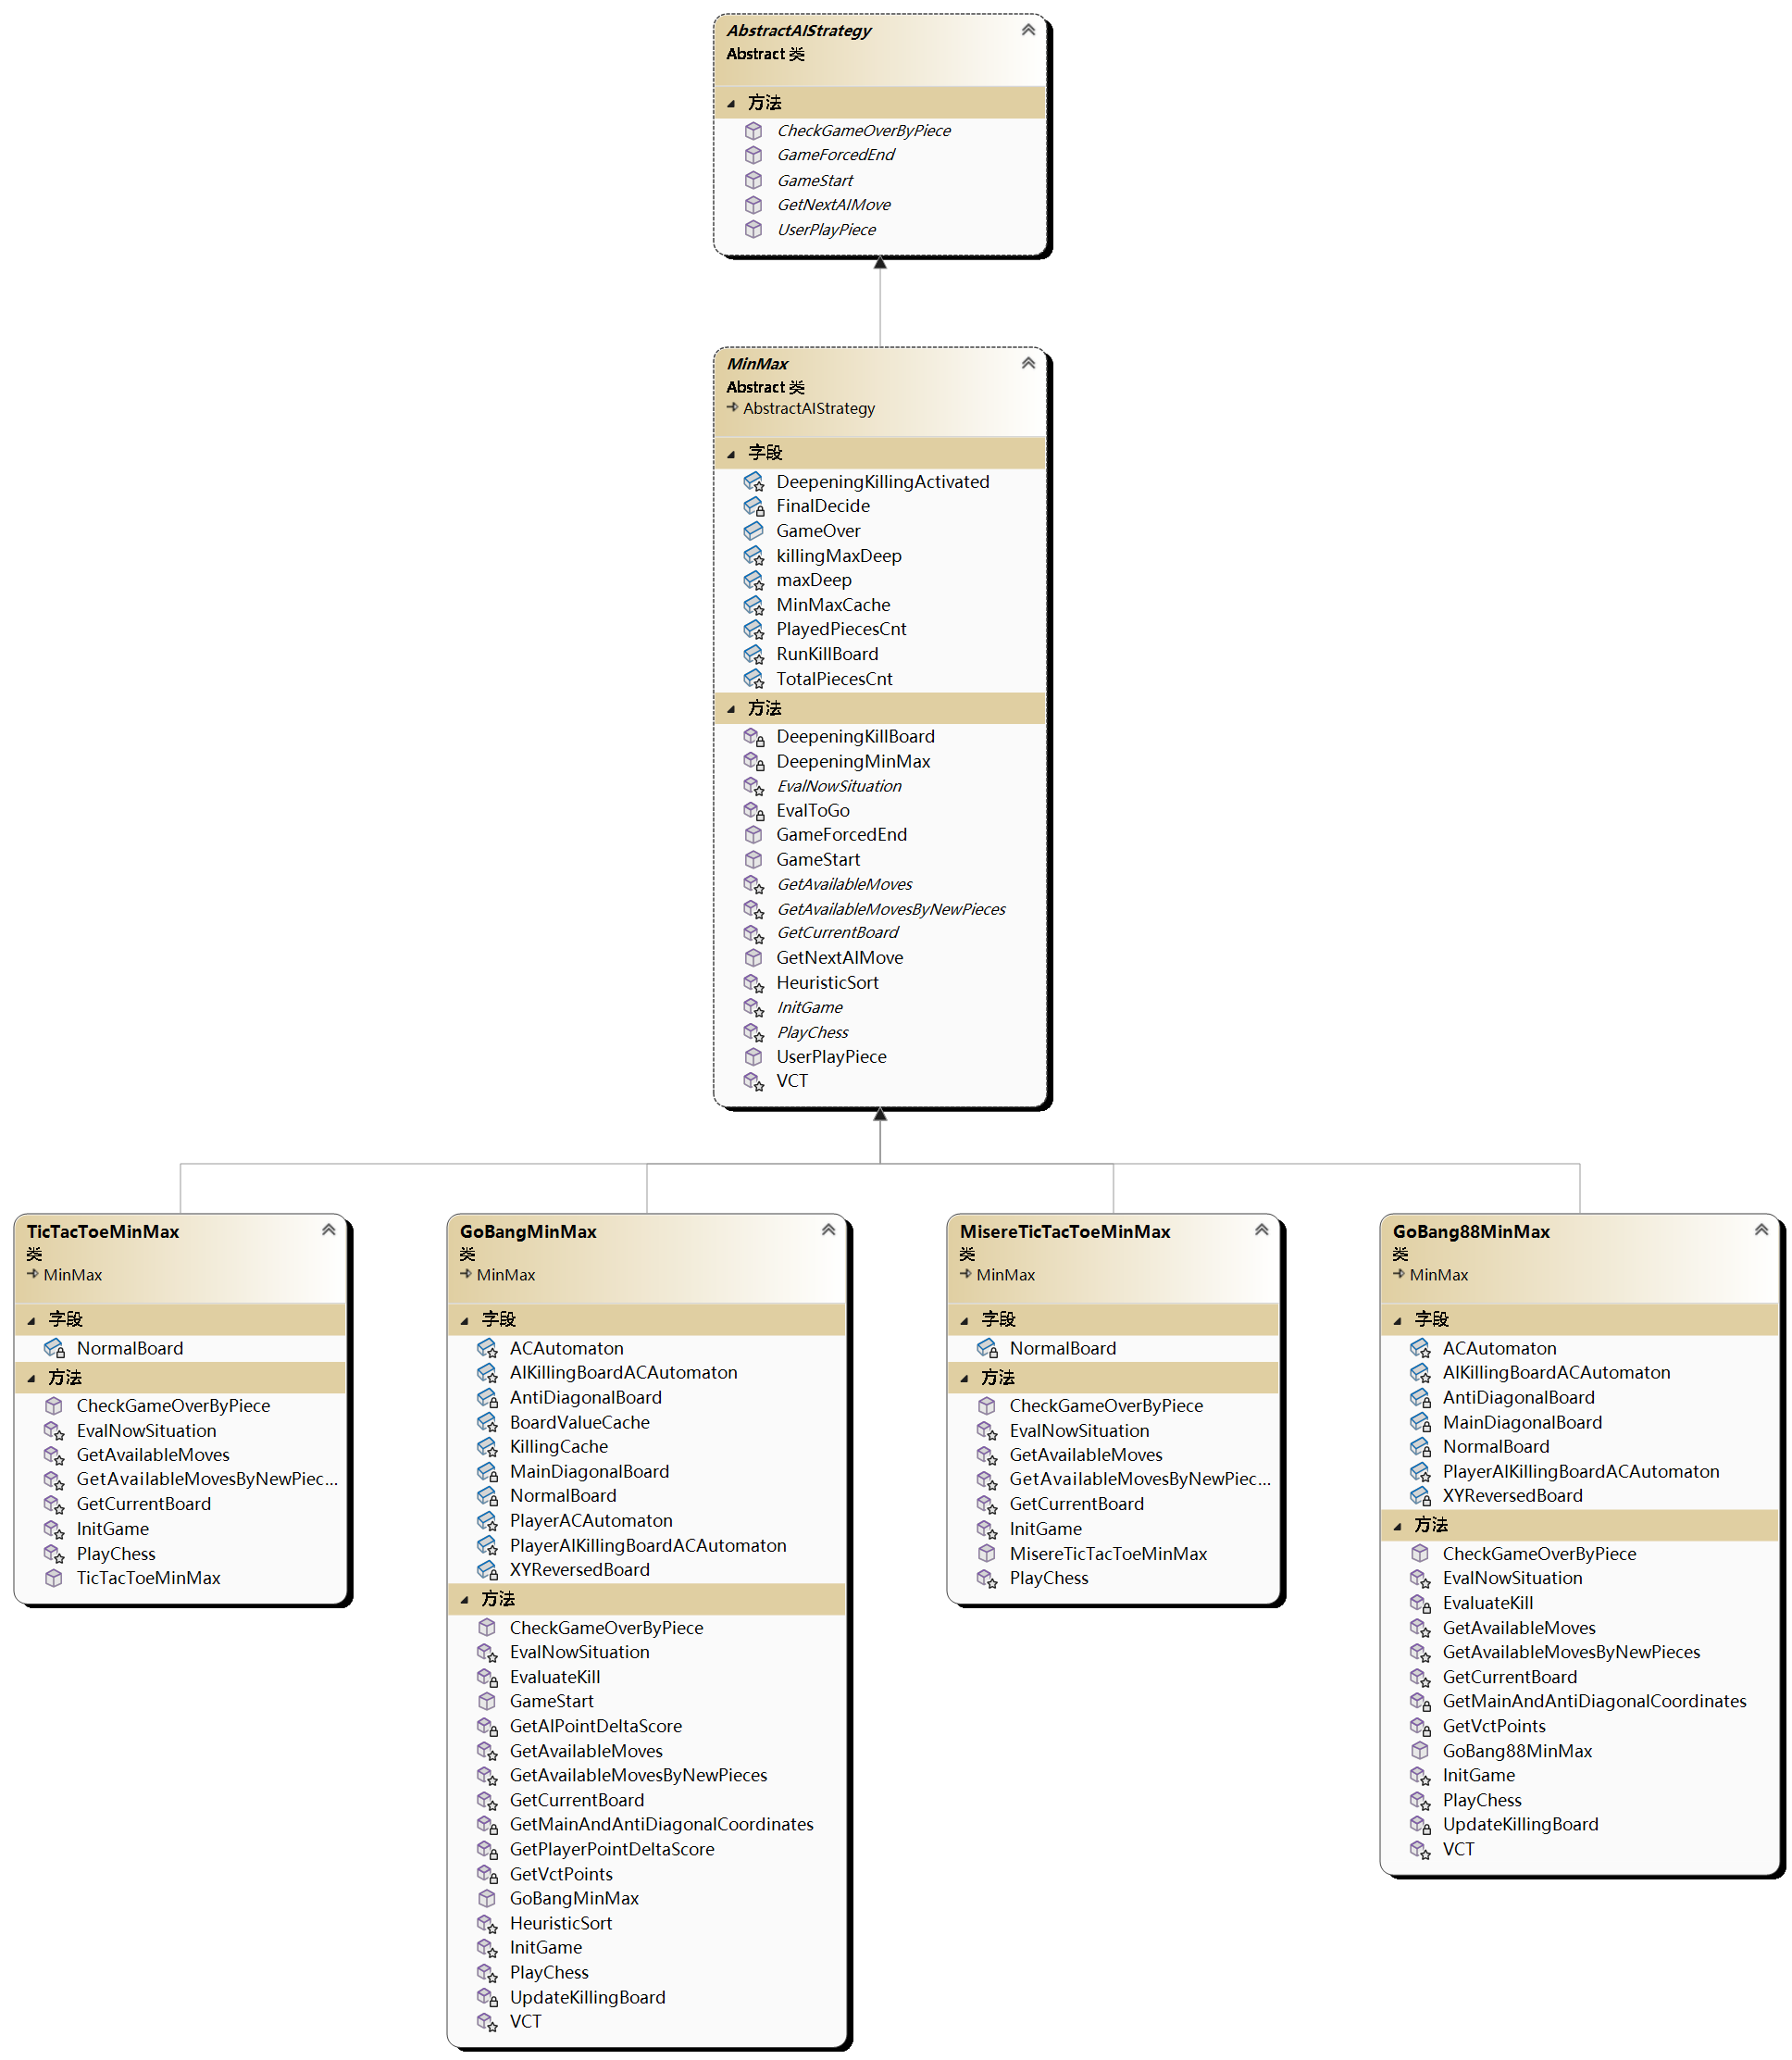 AbstractAIStrategy
Abstract 类
方法
CheckGameOverByPiece
GameForcedEnd
GameStart
GetNextAIMove
UserPlayPiece
MinMax
Abstract 类
AbstractAIStrategy
字段
DeepeningKillingActivated
FinalDecide
GameOver
killingMaxDeep
maxDeep
MinMaxCache
PlayedPiecesCnt
RunKillBoard
TotalPiecesCnt
方法
DeepeningKillBoard
DeepeningMinMax
EvalNowSituation
EvalToGo
GameForcedEnd
GameStart
GetAvailableMoves
GetAvailableMovesByNewPieces
GetCurrentBoard
GetNextAIMove
HeuristicSort
InitGame
PlayChess
UserPlayPiece
VCT
TicTacToeMinMax
类
MinMax
字段
NormalBoard
方法
CheckGameOverByPiece
EvalNowSituation
GetAvailableMoves
GetAvailableMovesByNewPiec...
GetCurrentBoard
InitGame
PlayChess
TicTacToeMinMax
GoBangMinMax
类
MinMax
字段
ACAutomaton
AIKillingBoardACAutomaton
AntiDiagonalBoard
BoardValueCache
KillingCache
MainDiagonalBoard
NormalBoard
PlayerACAutomaton
PlayerAIKillingBoardACAutomaton
XYReversedBoard
方法
CheckGameOverByPiece
EvalNowSituation
EvaluateKill
GameStart
GetAIPointDeltaScore
GetAvailableMoves
GetAvailableMovesByNewPieces
GetCurrentBoard
GetMainAndAntiDiagonalCoordinates
GetPlayerPointDeltaScore
GetVctPoints
GoBangMinMax
HeuristicSort
InitGame
PlayChess
UpdateKillingBoard
VCT
MisereTicTacToeMinMax
类
MinMax
字段
NormalBoard
方法
CheckGameOverByPiece
EvalNowSituation
GetAvailableMoves
GetAvailableMovesByNewPiec...
GetCurrentBoard
InitGame
MisereTicTacToeMinMax
PlayChess
GoBang88MinMax
类
MinMax
字段
ACAutomaton
AIKillingBoardACAutomaton
AntiDiagonalBoard
MainDiagonalBoard
NormalBoard
PlayerAIKillingBoardACAutomaton
XYReversedBoard
方法
CheckGameOverByPiece
EvalNowSituation
EvaluateKill
GetAvailableMoves
GetAvailableMovesByNewPieces
GetCurrentBoard
GetMainAndAntiDiagonalCoordinates
GetVctPoints
GoBang88MinMax
InitGame
PlayChess
UpdateKillingBoard
VCT